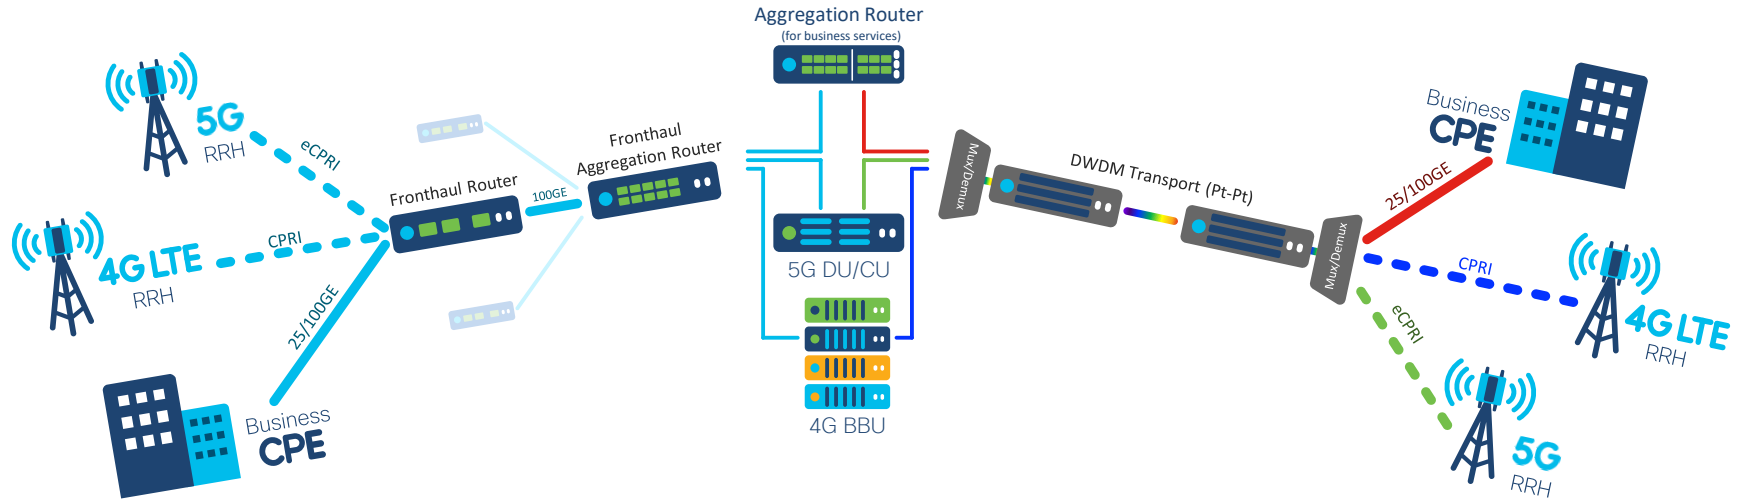 Aggregation Router
(for business services)
5G
RRH
eCPRI
4G LTE
RRH
CPRI
25/100GE
Business
CPE
Fronthaul Router
100GE
Fronthaul
Aggregation Router
5G DU/CU
4G BBU
Mux/Demux
DWDM Transport (Pt-Pt)
Mux/Demux
Business
CPE
25/100GE
CPRI
4G LTE
RRH
eCPRI
5G
RRH